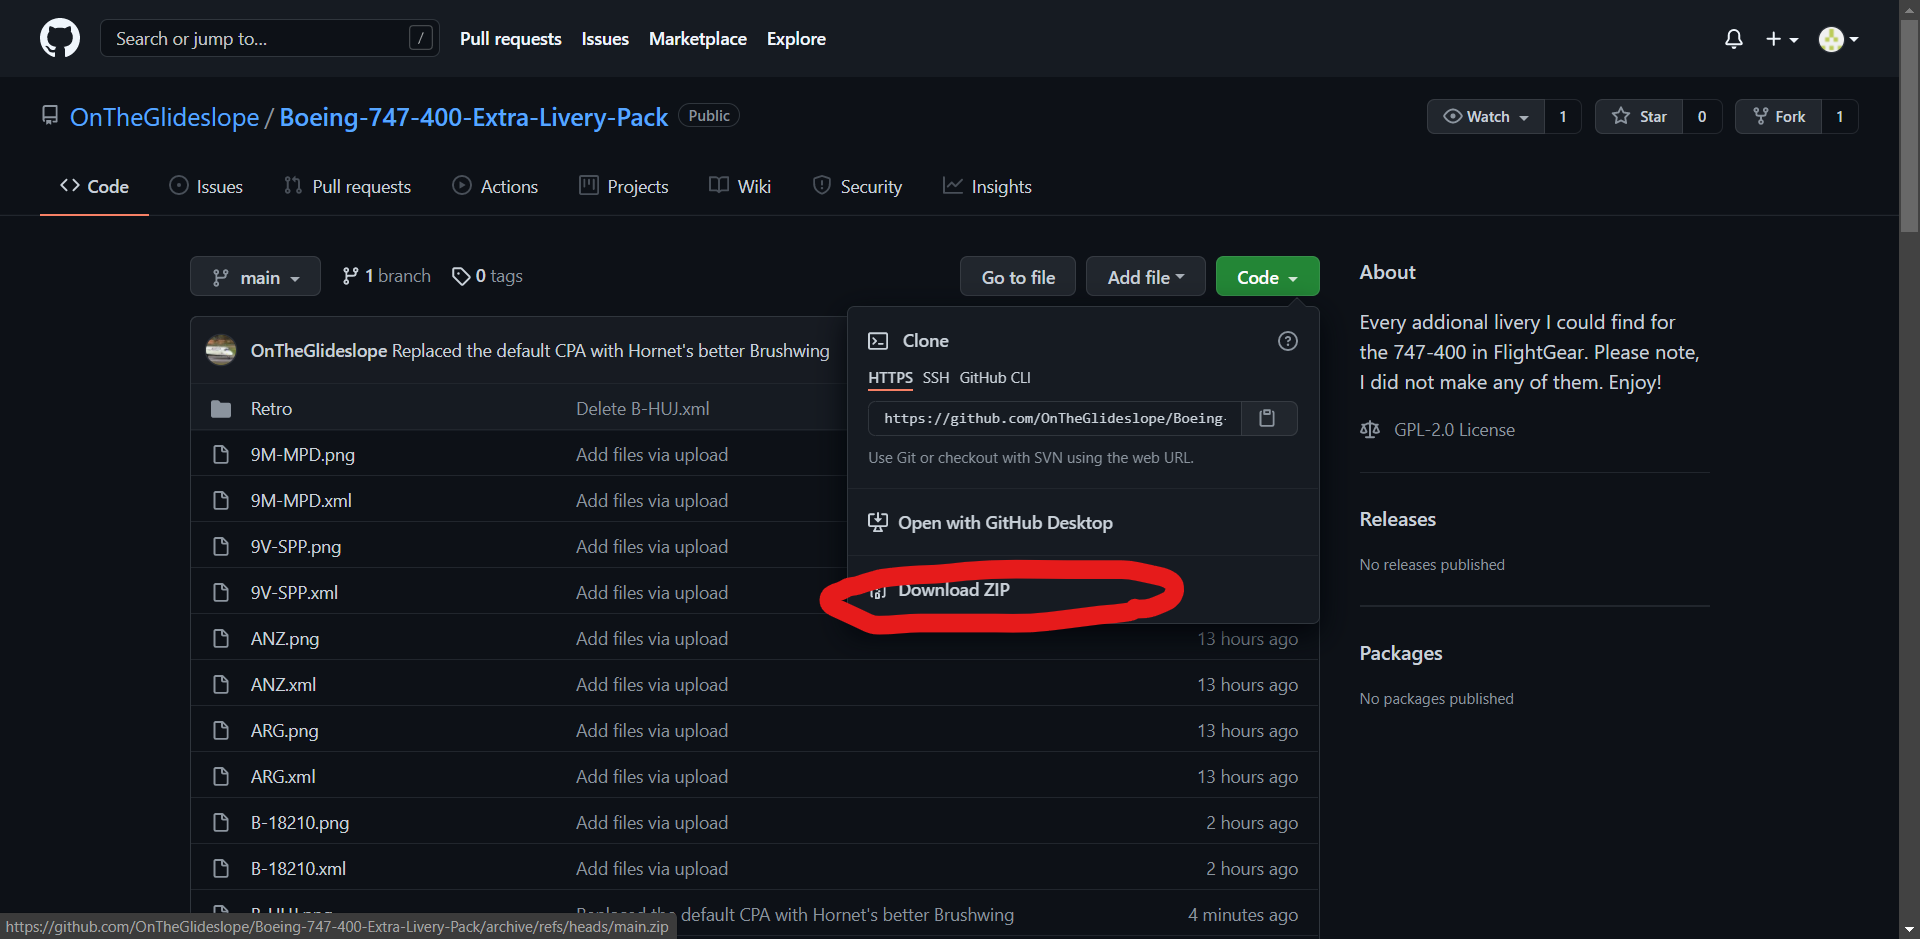 Search or jump to... /
Pull requests Issues Marketplace Explore
OnTheGlideslope / Boeing-747-400-Extra-Livery-Pack Public
Watch 1 Star 0 Fork 1
Code Issues Pull requests Actions Projects Wiki Security Insights
main 1 branch 0 tags
Go to file Add file Code
OnTheGlideslope Replaced the default CPA with Hornet's better Brushwing
Retro Delete B-HUJ.xml
9M-MPD.png Add files via upload
9M-MPD.xml Add files via upload
9V-SPP.png Add files via upload
9V-SPP.xml Add files via upload
ANZ.png Add files via upload 13 hours ago
ANZ.xml Add files via upload 13 hours ago
ARG.png Add files via upload 13 hours ago
ARG.xml Add files via upload 13 hours ago
B-18210.png Add files via upload 2 hours ago
B-18210.xml Add files via upload 2 hours ago
Replaced the default CPA with Hornet's better Brushwing 4 minutes ago
Clone
HTTPS SSH GitHub CLI
https://github.com/OnTheGlideslope/Boeing-
Use Git or checkout with SVN using the web URL.
Open with GitHub Desktop
Download ZIP
About
Every addional livery I could find for
the 747-400 in FlightGear. Please note,
I did not make any of them. Enjoy!
GPL-2.0 License
Releases
No releases published
Packages
No packages published
https://github.com/OnTheGlideslope/Boeing-747-400-Extra-Livery-Pack/archive/refs/heads/main.zip